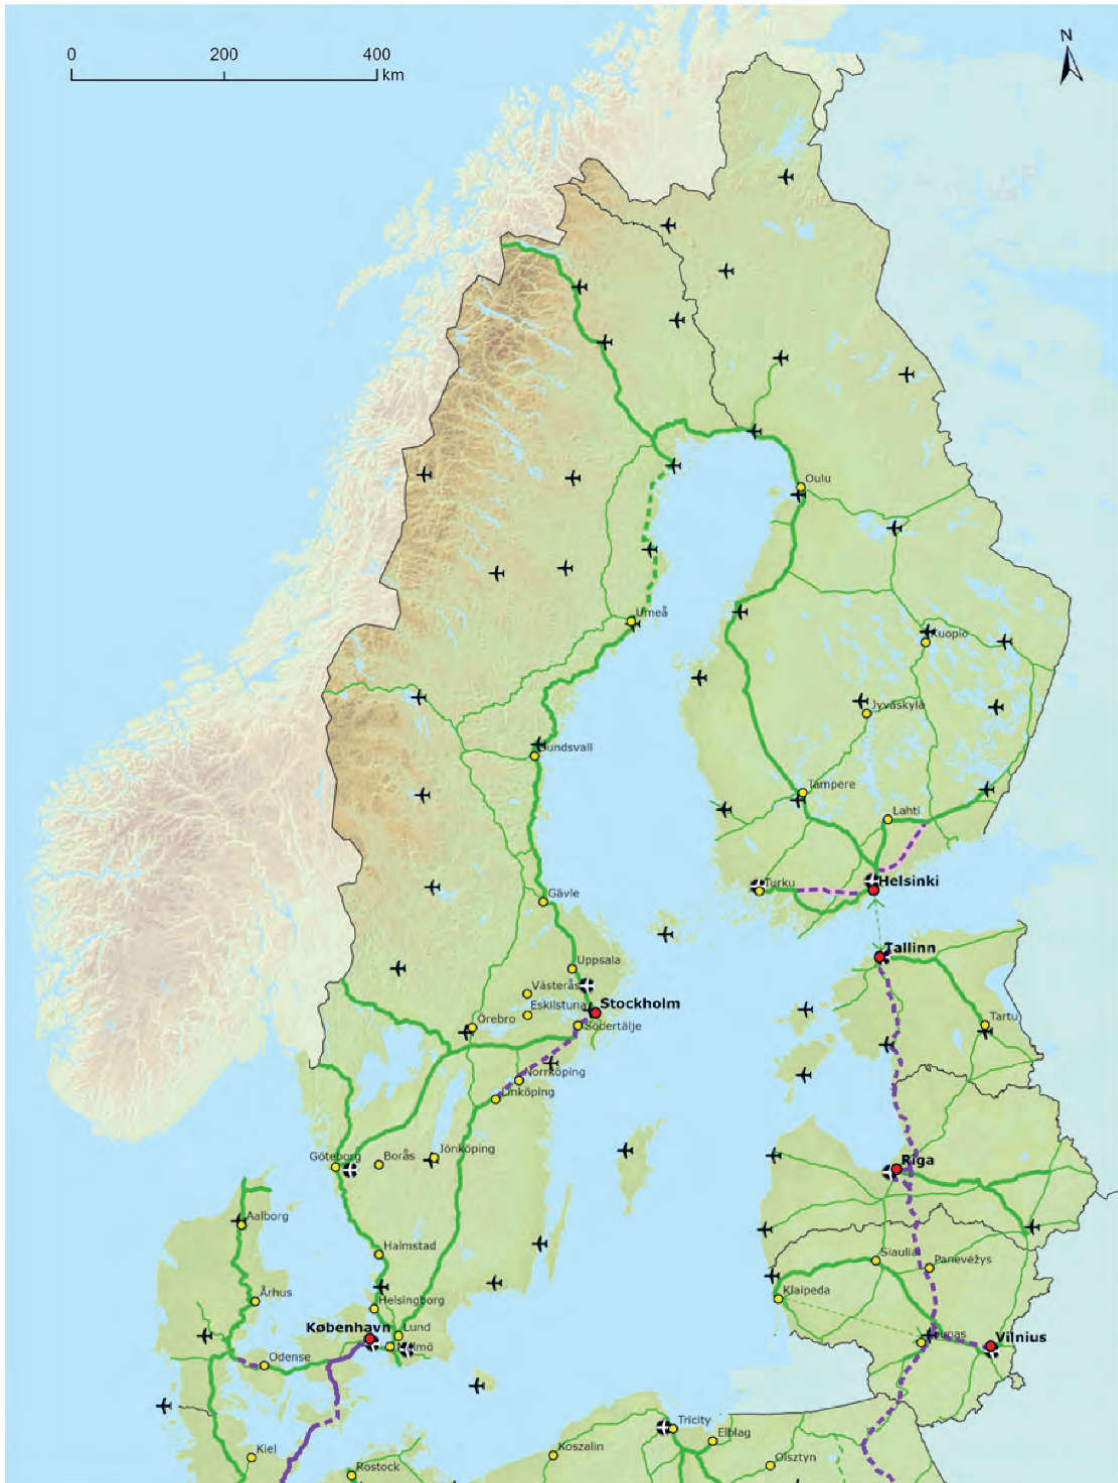 0 200 400
km
N
Oulu
Umeå
Kuopio
Jyväskylä
Sundsvall
Tampere
Lahti
Turku
Helsinki
Gävle
Tallinn
Uppsala
Västerås
Eskilstuna
Stockholm
Örebro
Södertälje
Tartu
Norrköping
Linköping
Göteborg
Borås
Jönköping
Riga
Aalborg
Halmstad
Siauliai
Panevėžys
Århus
Klaipeda
Helsingborg
København
Lund
Malmö
Vilnius
Odense
Tricity
Elblag
Kiel
Koszalin
Olsztyn
Rostock